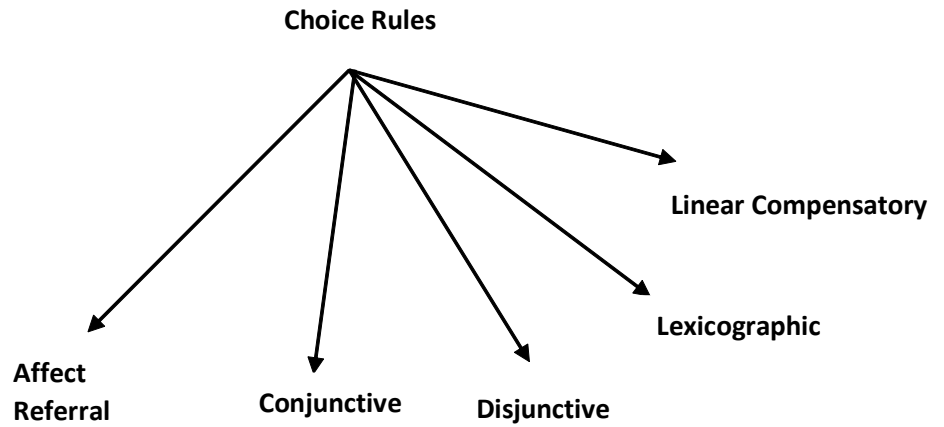 Choice Rules
Linear Compensatory
Lexicographic
Affect
Referral
Conjunctive
Disjunctive